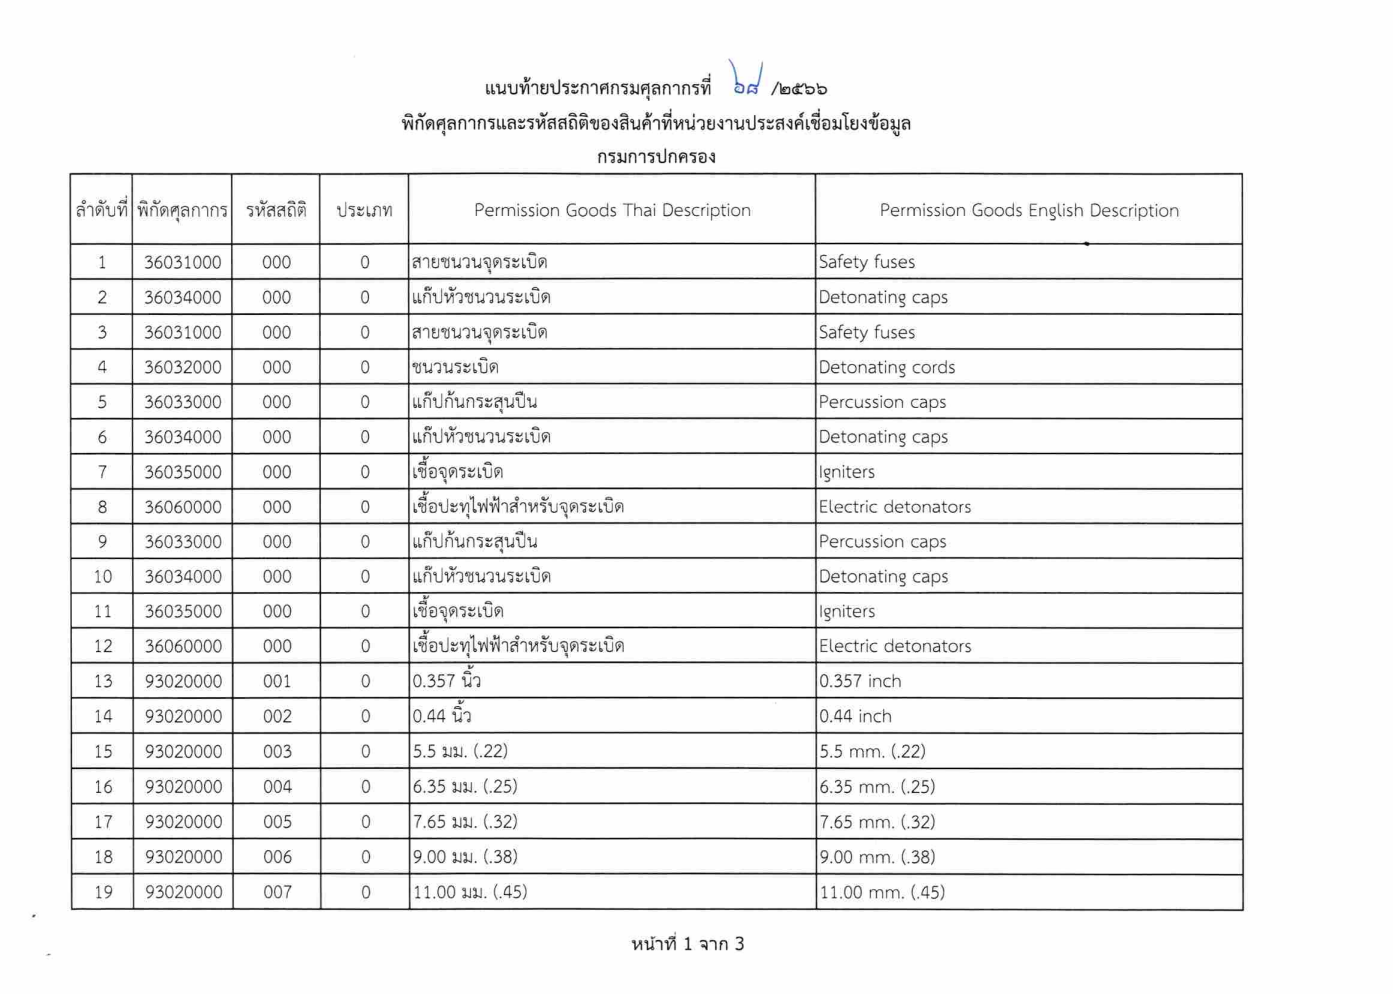 แนบท้ายประกาศกรมศุลกากรที่ ๖๘ /๒๕๖๖
พิกัดศุลกากรและรหัสสถิติของสินค้าที่หน่วยงานประสงค์เชื่อมโยงข้อมูล
กรมการปกครอง
ลำดับที่ พิกัดศุลกากร รหัสสถิติ ประเภท Permission Goods Thai Description Permission Goods English Description
1 36031000 000 0 สายชนวนจุดระเบิด Safety fuses
2 36034000 000 0 แก๊ปหัวชนวนระเบิด Detonating caps
3 36031000 000 0 สายชนวนจุดระเบิด Safety fuses
4 36032000 000 0 ชนวนระเบิด Detonating cords
5 36033000 000 0 แก๊ปก้นกระสุนปืน Percussion caps
6 36034000 000 0 แก๊ปหัวชนวนระเบิด Detonating caps
7 36035000 000 0 เชื้อจุดระเบิด Igniters
8 36060000 000 0 เชื้อปะทุไฟฟ้าสำหรับจุดระเบิด Electric detonators
9 36033000 000 0 แก๊ปก้นกระสุนปืน Percussion caps
10 36034000 000 0 แก๊ปหัวชนวนระเบิด Detonating caps
11 36035000 000 0 เชื้อจุดระเบิด Igniters
12 36060000 000 0 เชื้อปะทุไฟฟ้าสำหรับจุดระเบิด Electric detonators
13 93020000 001 0 0.357 นิ้ว 0.357 inch
14 93020000 002 0 0.44 นิ้ว 0.44 inch
15 93020000 003 0 5.5 มม. (.22) 5.5 mm. (.22)
16 93020000 004 0 6.35 มม. (.25) 6.35 mm. (.25)
17 93020000 005 0 7.65 มม. (.32) 7.65 mm. (.32)
18 93020000 006 0 9.00 มม. (.38) 9.00 mm. (.38)
19 93020000 007 0 11.00 มม. (.45) 11.00 mm. (.45)
หน้าที่ 1 จาก 3